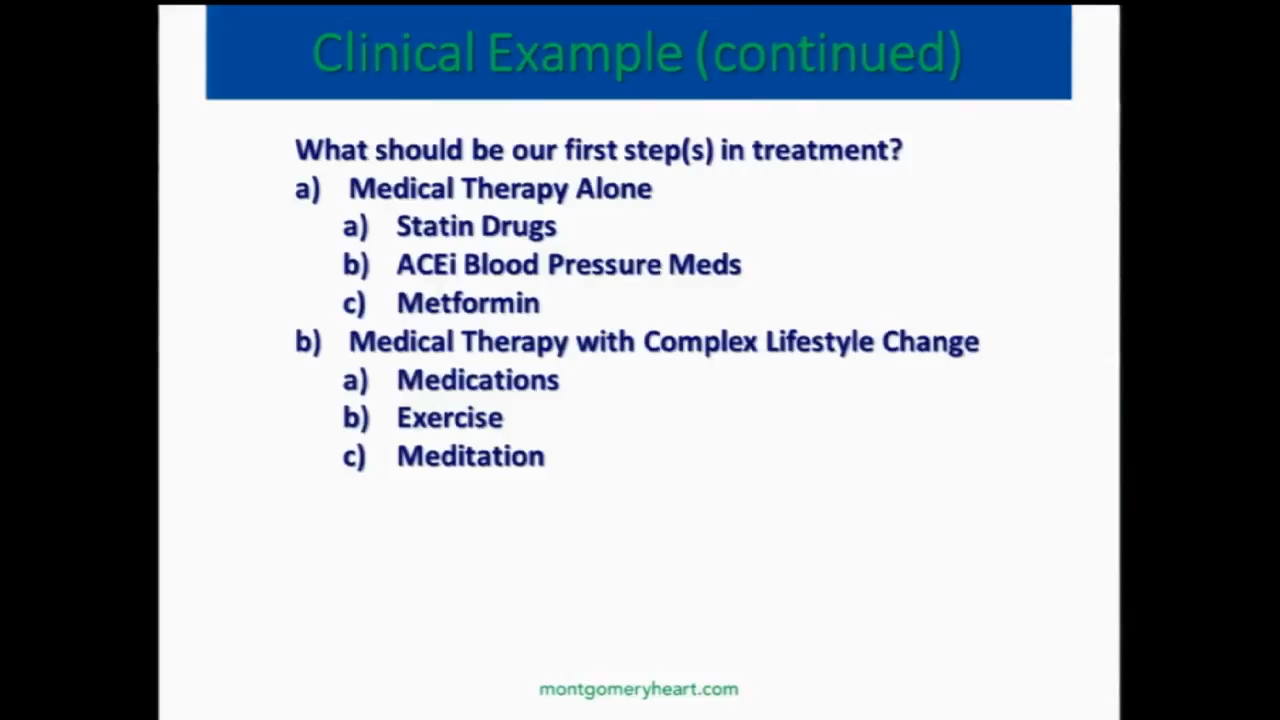 Clinical Example (continued)
What should be our first step(s) in treatment?
a) Medical Therapy Alone
a) Statin Drugs
b) ACEi Blood Pressure Meds
c) Metformin
b) Medical Therapy with Complex Lifestyle Change
a) Medications
b) Exercise
c) Meditation
montgomeryheart.com